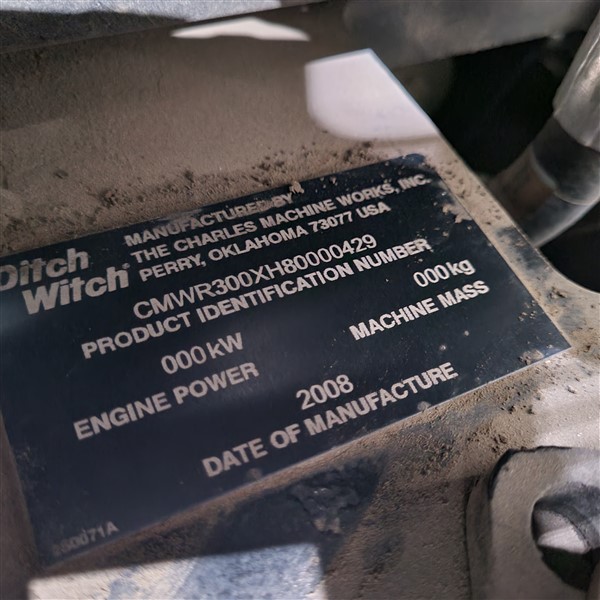 Ditch
Witch
MANUFACTURED BY
THE CHARLES MACHINE WORKS, INC.
PERRY, OKLAHOMA 73077 USA
CMWR300XH80000429
PRODUCT IDENTIFICATION NUMBER
000kW
000kg
ENGINE POWER
MACHINE MASS
2008
DATE OF MANUFACTURE